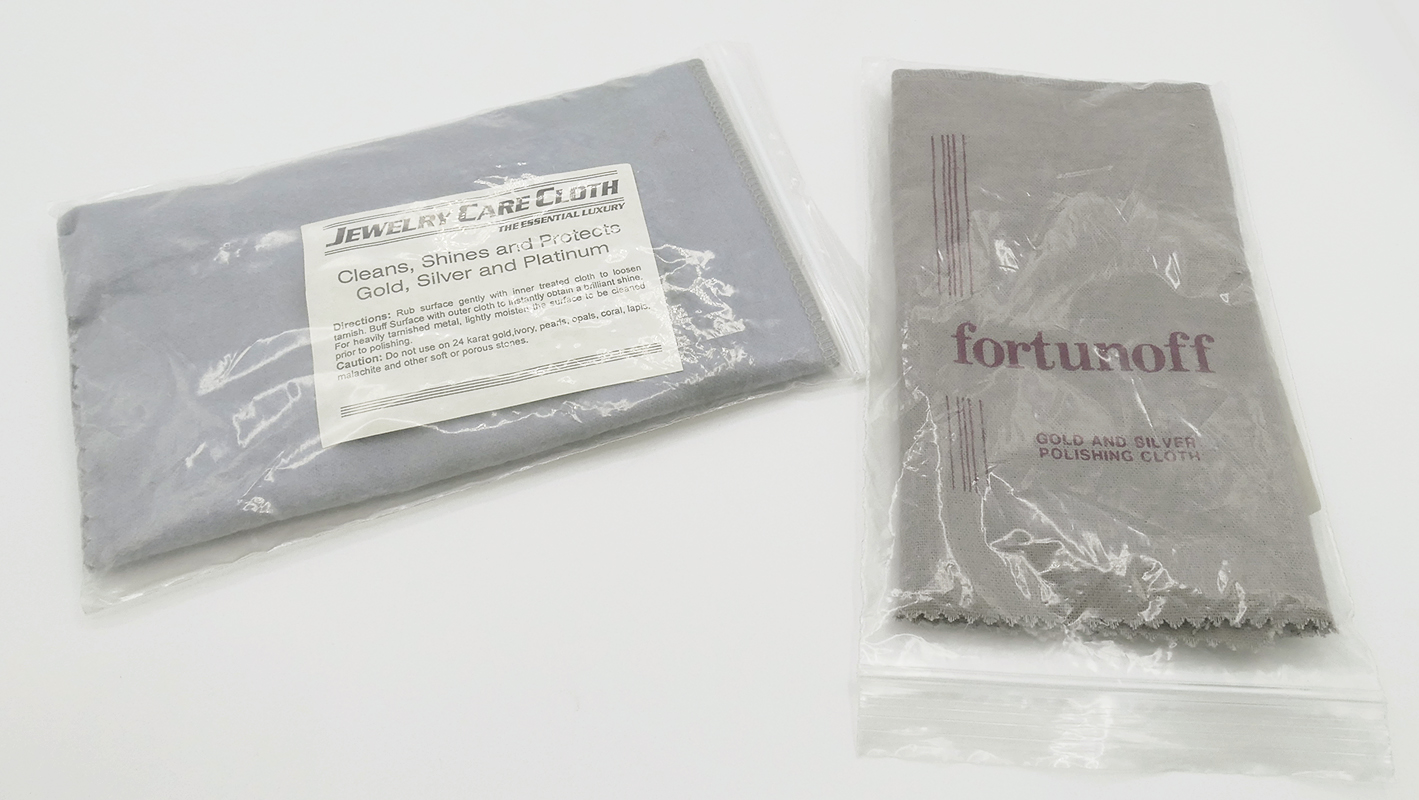 JEWELRY CARE CLOTH
THE ESSENTIAL LUXURY
Cleans, Shines and Protects
Gold, Silver and Platinum
Directions: Rub surface gently with inner treated cloth to loosen
tarnish. Buff Surface with outer cloth to instantly obtain a brilliant shine.
For heavily tarnished metal, lightly moisten the surface to be cleaned
prior to polishing.
Caution: Do not use on 24 karat gold,ivory, pearls, opals, coral, lapis,
malachite and other soft or porous stones.
fortunoff
GOLD AND SILVER
POLISHING CLOTH